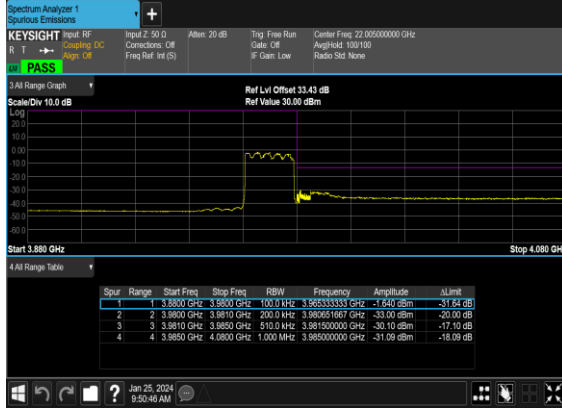 Spectrum Analyzer 1
Spurious Emissions
+
KEYSIGHT Input: RF Input Z: 50 Ω Atten: 20 dB Trig: Free Run Center Freq: 22.005000000 GHz
R T Coupling: DC Corrections: Off Gate: Off Avg|Hold: 100/100
Align: Off Freq Ref: Int (S) IF Gain: Low Radio Std: None
PASS
3 All Range Graph
Ref Lvl Offset 33.43 dB
Scale/Div 10.0 dB Ref Value 30.00 dBm
Log
20.0
10.0
0.00
-10.0
-20.0
-30.0
-40.0
-50.0
-60.0
Start 3.880 GHz Stop 4.080 GH
4 All Range Table
Spur Range Start Freq Stop Freq RBW Frequency Amplitude ΔLimit
1 1 3.8800 GHz 3.9800 GHz 100.0 kHz 3.965333333 GHz -1.640 dBm -31.64 dB
2 2 3.9800 GHz 3.9810 GHz 200.0 kHz 3.980651667 GHz -33.00 dBm -20.00 dB
3 3 3.9810 GHz 3.9850 GHz 510.0 kHz 3.981500000 GHz -30.10 dBm -17.10 dB
4 4 3.9850 GHz 4.0800 GHz 1.000 MHz 3.985000000 GHz -31.09 dBm -18.09 dB
? Jan 25, 2024
9:50:46 AM